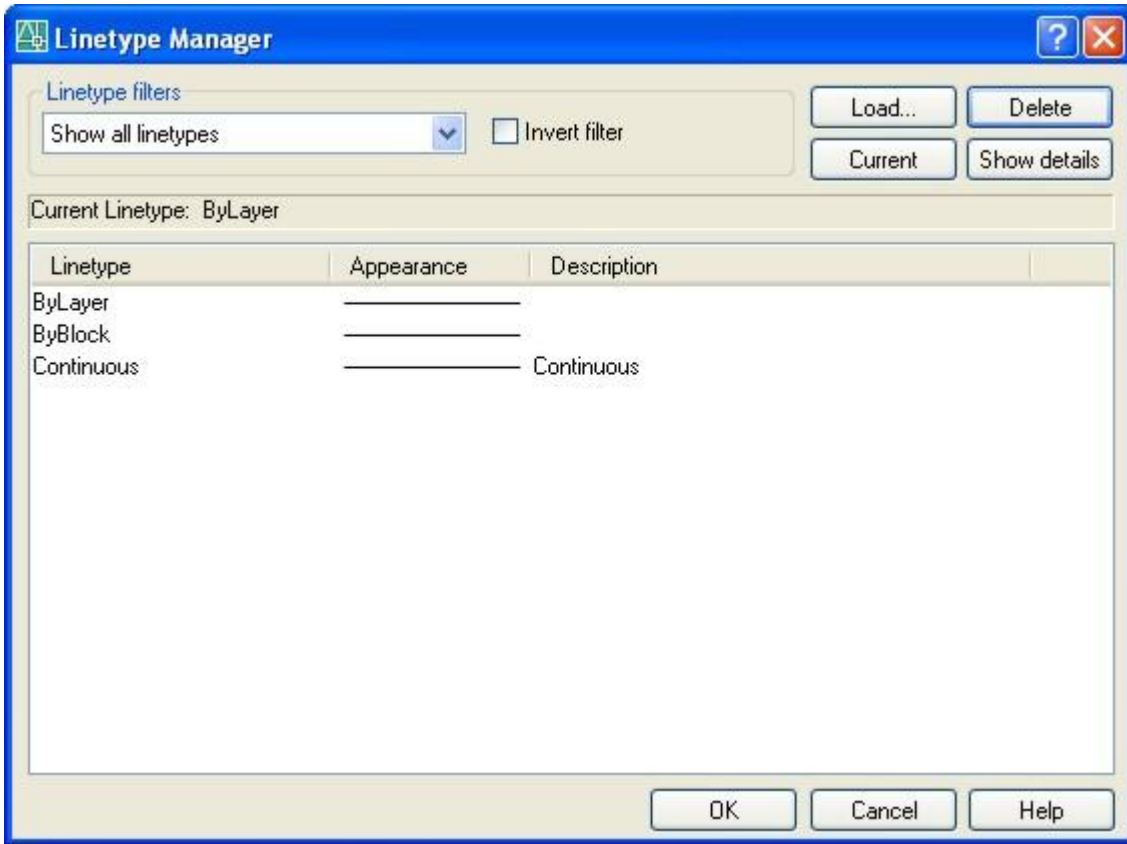 Linetype Manager
Linetype filters
Show all linetypes
Invert filter
Load...
Delete
Current
Show details
Current Linetype: ByLayer
Linetype Appearance Description
ByLayer
ByBlock
Continuous Continuous
OK Cancel Help